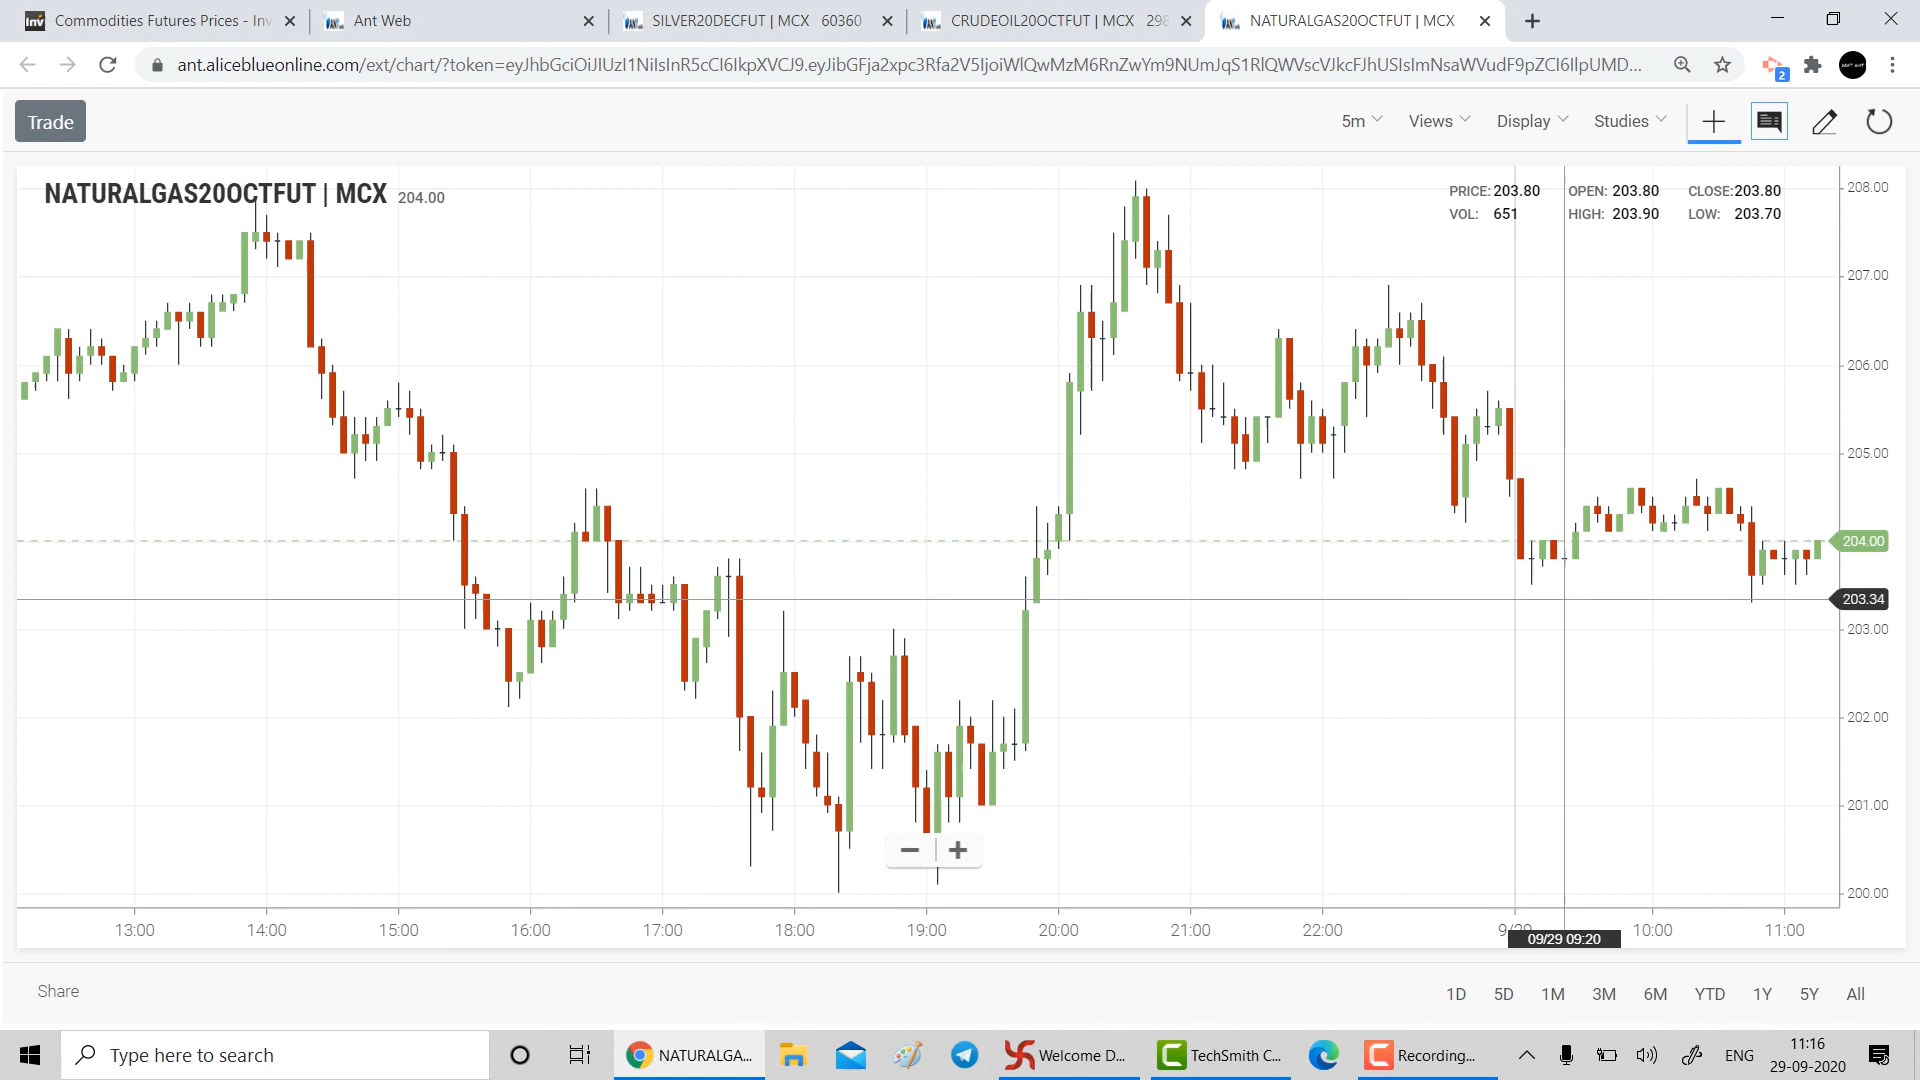 Commodities Futures Prices - Inv
Ant Web
SILVER20DECFUT | MCX 60360
CRUDEOIL20OCTFUT | MCX 298
NATURALGAS20OCTFUT | MCX
Trade
5m
Views
Display
Studies
NATURALGAS20OCTFUT | MCX 204.00
PRICE: 203.80 OPEN: 203.80 CLOSE: 203.80
VOL: 651 HIGH: 203.90 LOW: 203.70
208.00
207.00
206.00
205.00
204.00
203.34
203.00
202.00
201.00
200.00
13:00 14:00 15:00 16:00 17:00 18:00 19:00 20:00 21:00 22:00 10:00 11:00
09/29 09:20
Share
1D 5D 1M 3M 6M YTD 1Y 5Y All
Type here to search
NATURALGA...
Welcome D...
TechSmith C...
Recording...
ENG
11:16
29-09-2020
2